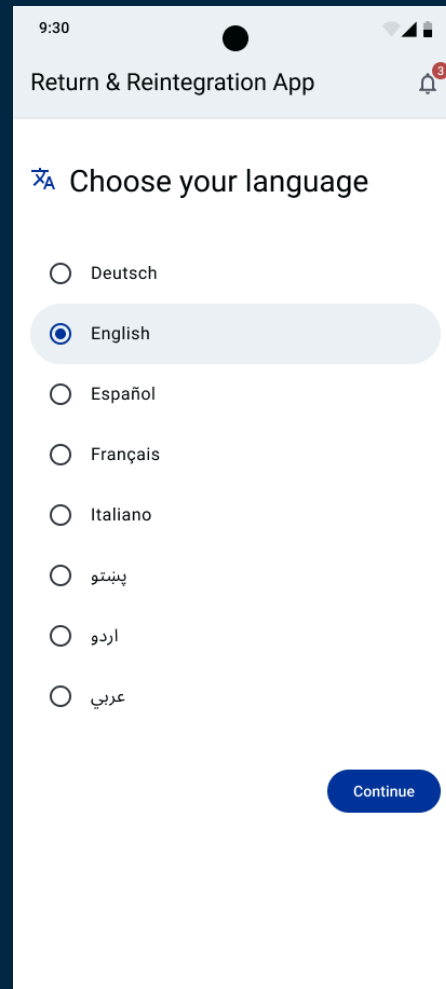 9:30
Return & Reintegration App
3
Choose your language
Deutsch
English
Español
Français
Italiano
پښتو
اردو
عربي
Continue